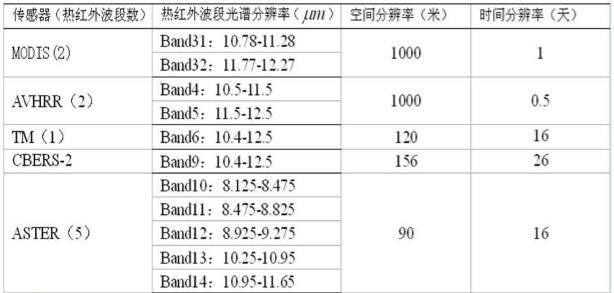 传感器（热红外波段数） 热红外波段光谱分辨率(μm) 空间分辨率（米） 时间分辨率（天）
MODIS(2) Band31：10.78-11.28 1000 1
Band32：11.77-12.27
AVHRR（2） Band4：10.5-11.5 1000 0.5
Band5：11.5-12.5
TM（1） Band6：10.4-12.5 120 16
CBERS-2 Band9：10.4-12.5 156 26
ASTER（5） Band10：8.125-8.475 90 16
Band11：8.475-8.825
Band12：8.925-9.275
Band13：10.25-10.95
Band14：10.95-11.65